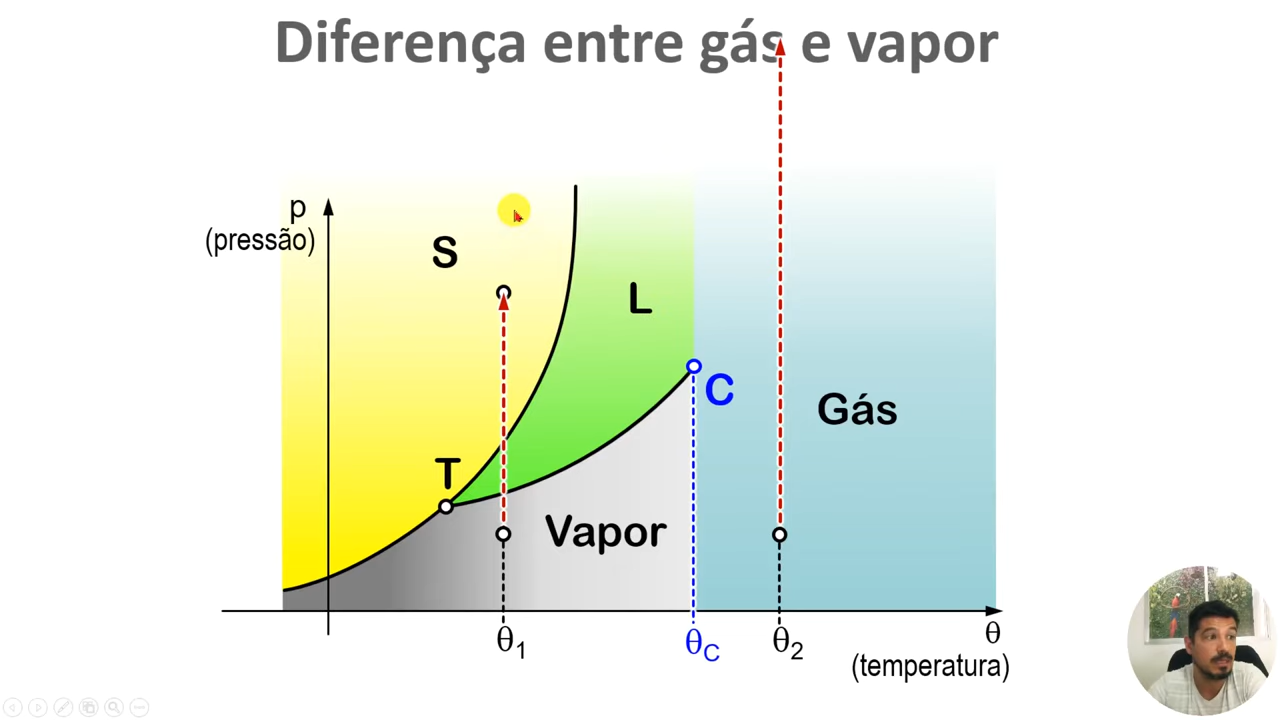 Diferença entre gás e vapor
p
(pressão)
S
L
C
Gás
T
Vapor
θ1
θC
θ2
θ
(temperatura)